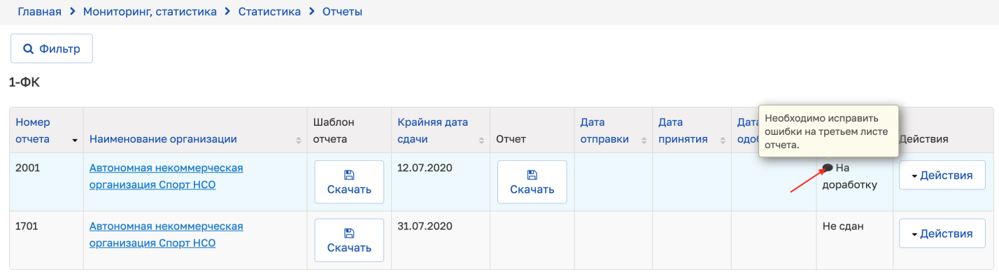 Главная > Мониторинг, статистика > Статистика > Отчеты
Фильтр
1-ФК
Номер отчета
Наименование организации
Шаблон отчета
Крайняя дата сдачи
Отчет
Дата отправки
Дата принятия
Дата
Действия
Необходимо исправить
ошибки на третьем листе
отчета.
2001
Автономная некоммерческая
организация Спорт НСО
Скачать
12.07.2020
Скачать
На
доработку
Действия
1701
Автономная некоммерческая
организация Спорт НСО
Скачать
31.07.2020
Не сдан
Действия